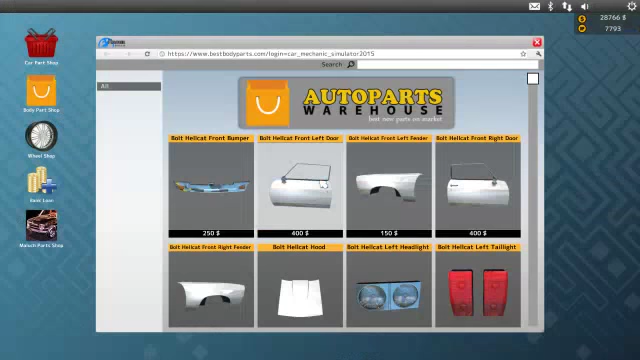 28766 $
7793
https://www.bestbodyparts.com/login=car_mechanic_simulator2015
Search
All
AUTOPARTS
WAREHOUSE
best new parts on market
Car Part Shop
Body Part Shop
Wheel Shop
Bank Loan
Bolt Hellcat Front Bumper
Bolt Hellcat Front Left Door
Bolt Hellcat Front Left Fender
Bolt Hellcat Front Right Door
250 $
400 $
150 $
400 $
Bolt Hellcat Front Right Fender
Bolt Hellcat Hood
Bolt Hellcat Left Headlight
Bolt Hellcat Left Taillight
Parts Shop